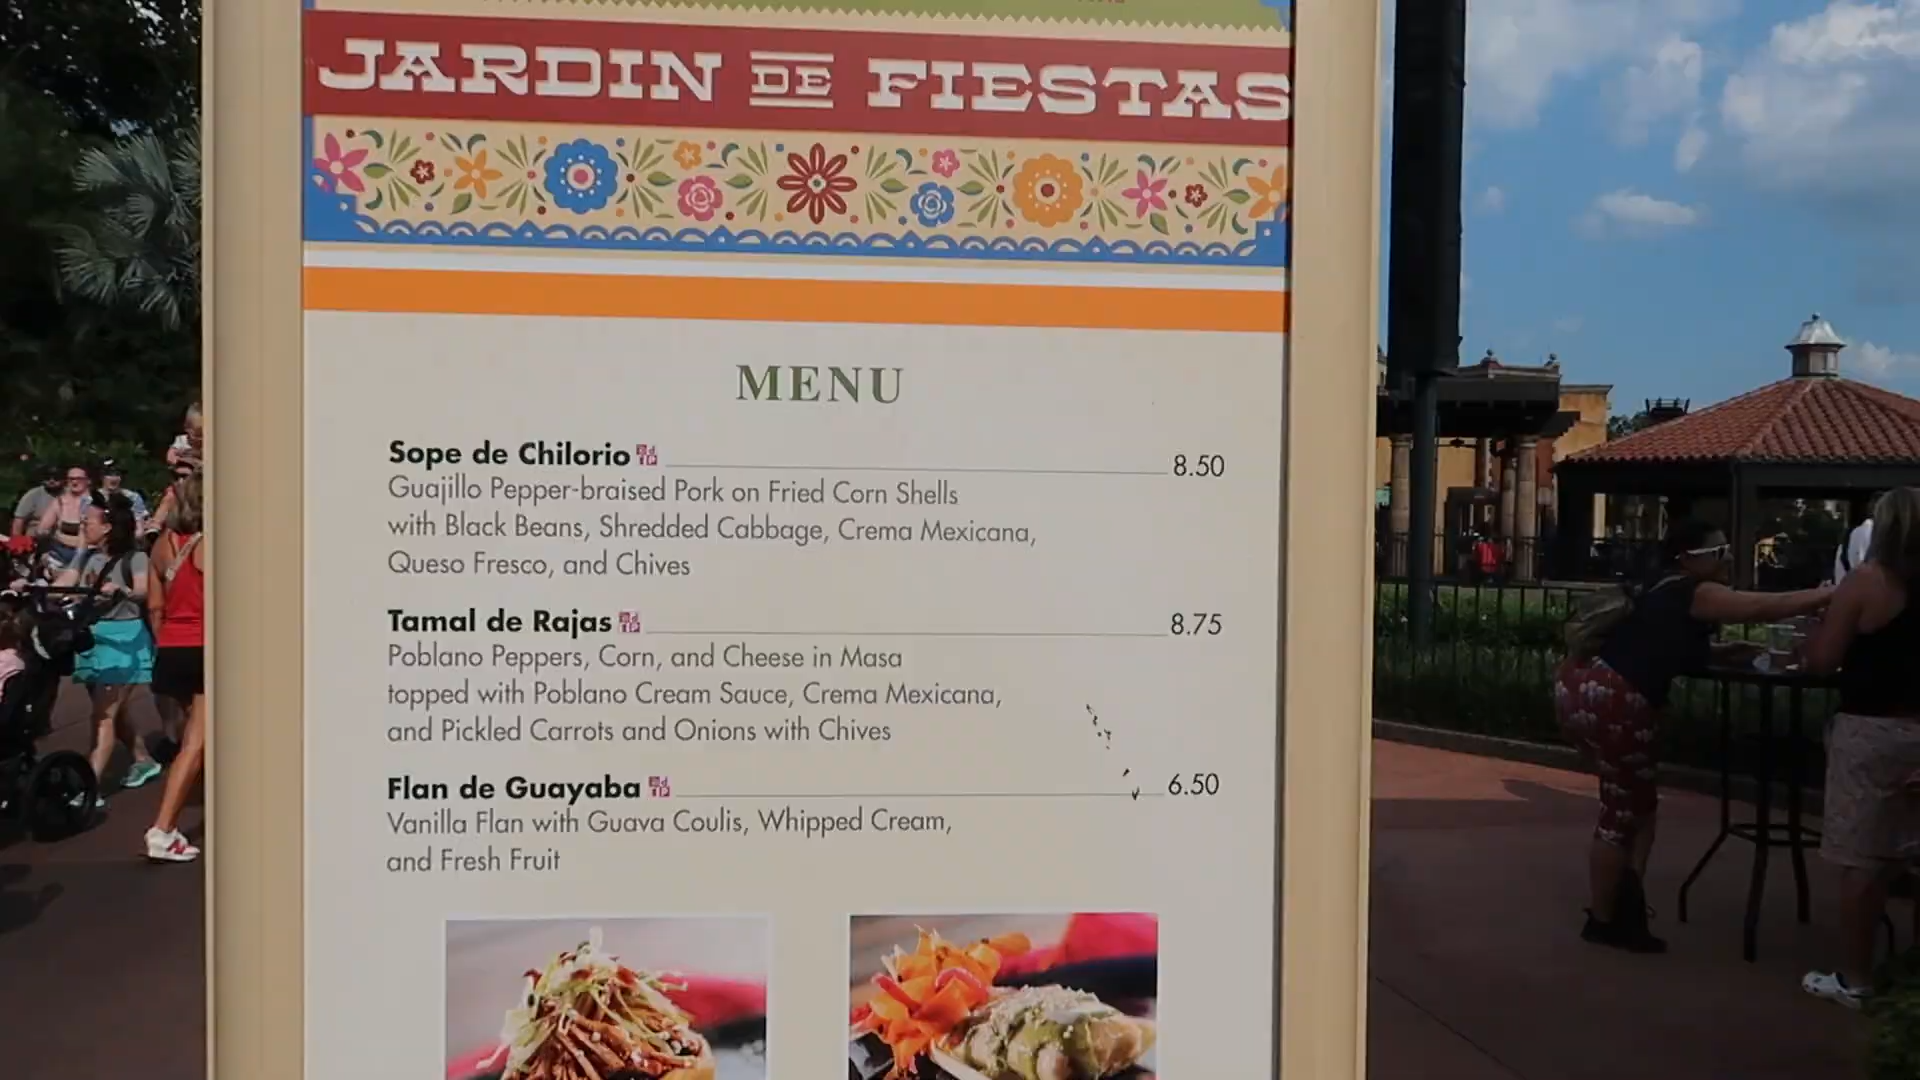 JARDIN DE FIESTAS
MENU
Sope de Chilorio 8.50
Guajillo Pepper-braised Pork on Fried Corn Shells
with Black Beans, Shredded Cabbage, Crema Mexicana,
Queso Fresco, and Chives
Tamal de Rajas 8.75
Poblano Peppers, Corn, and Cheese in Masa
topped with Poblano Cream Sauce, Crema Mexicana,
and Pickled Carrots and Onions with Chives
Flan de Guayaba 6.50
Vanilla Flan with Guava Coulis, Whipped Cream,
and Fresh Fruit